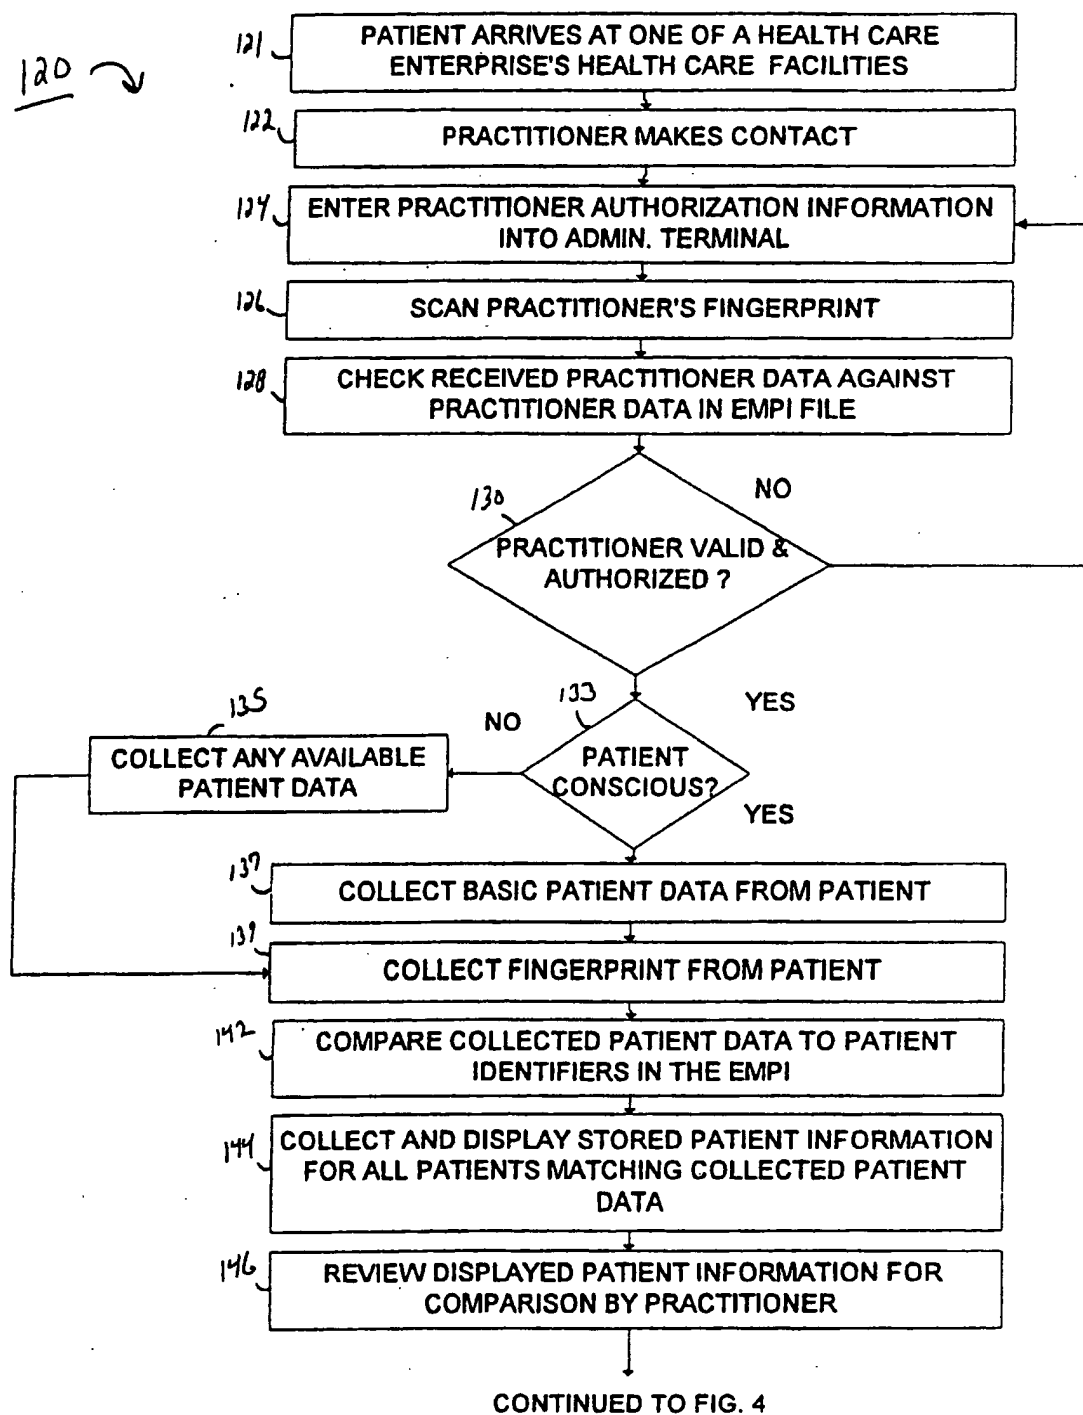 120
121
PATIENT ARRIVES AT ONE OF A HEALTH CARE
ENTERPRISE'S HEALTH CARE FACILITIES
122
PRACTITIONER MAKES CONTACT
124
ENTER PRACTITIONER AUTHORIZATION INFORMATION
INTO ADMIN. TERMINAL
126
SCAN PRACTITIONER'S FINGERPRINT
128
CHECK RECEIVED PRACTITIONER DATA AGAINST
PRACTITIONER DATA IN EMPI FILE
130
NO
PRACTITIONER VALID &
AUTHORIZED ?
YES
133
NO
PATIENT
CONSCIOUS?
YES
135
COLLECT ANY AVAILABLE
PATIENT DATA
137
COLLECT BASIC PATIENT DATA FROM PATIENT
139
COLLECT FINGERPRINT FROM PATIENT
142
COMPARE COLLECTED PATIENT DATA TO PATIENT
IDENTIFIERS IN THE EMPI
144
COLLECT AND DISPLAY STORED PATIENT INFORMATION
FOR ALL PATIENTS MATCHING COLLECTED PATIENT
DATA
146
REVIEW DISPLAYED PATIENT INFORMATION FOR
COMPARISON BY PRACTITIONER
CONTINUED TO FIG. 4